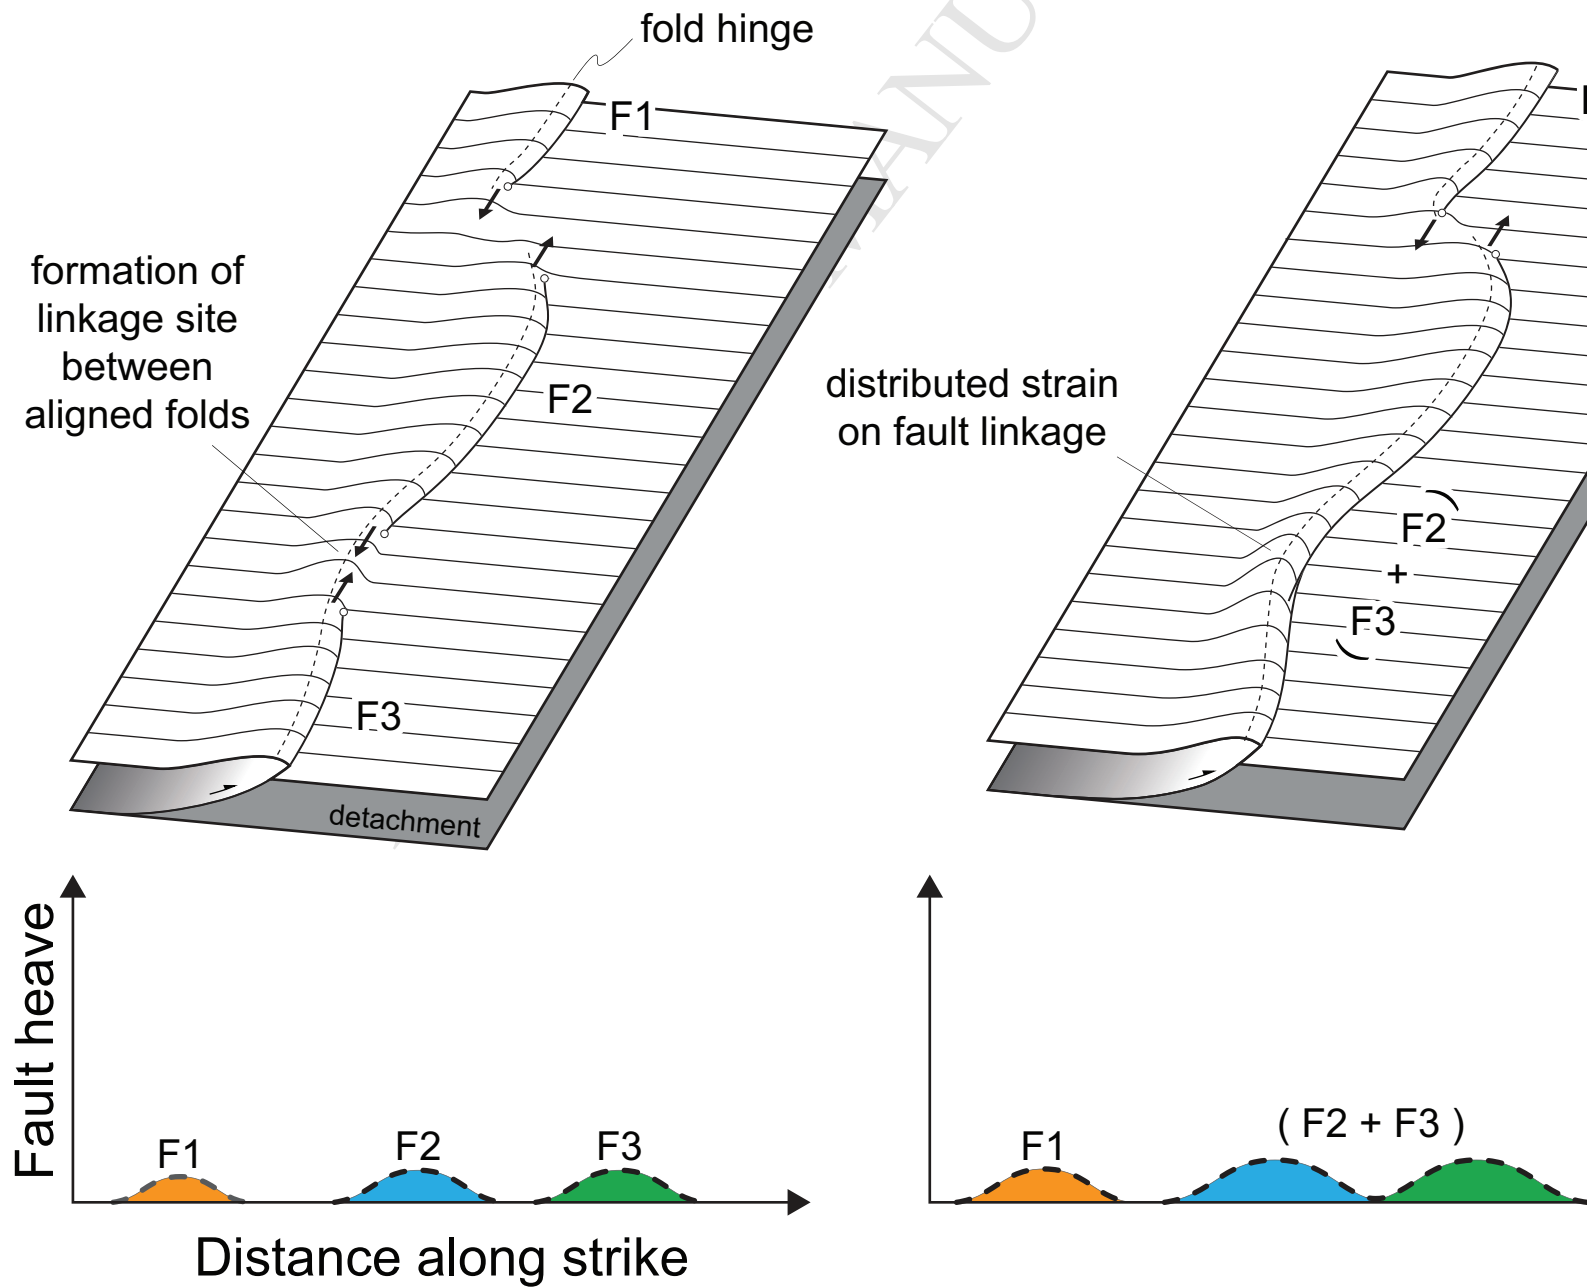 fold hinge
F1
formation of
linkage site
between
aligned folds
F2
F3
detachment
distributed strain
on fault linkage
F2
+
F3
Fault heave
F1
F2
F3
Distance along strike
F1
( F2 + F3 )